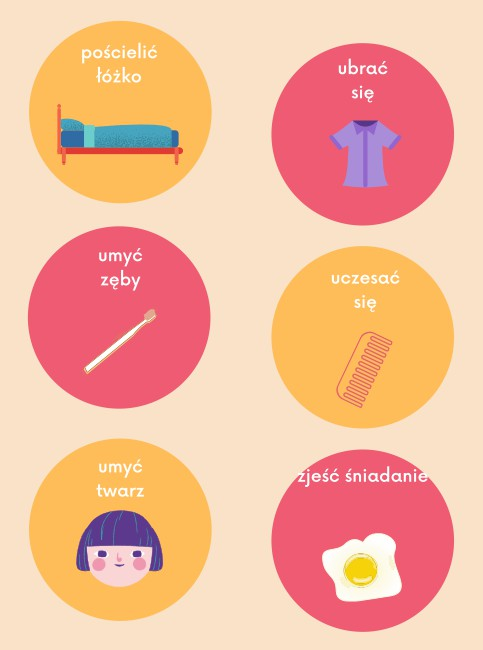 pościelić
łóżko
ubrać
się
umyć
zęby
uczesać
się
umyć
twarz
zjeść śniadanie